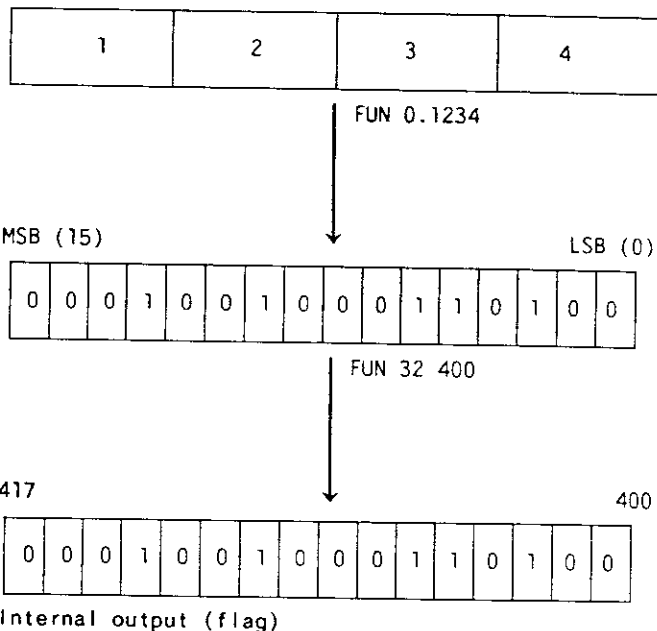 1 2 3 4
FUN 0.1234
MSB (15) LSB (0)
0 0 0 1 0 0 1 0 0 0 1 1 0 1 0 0
FUN 32 400
417 400
0 0 0 1 0 0 1 0 0 0 1 1 0 1 0 0
Internal output (flag)